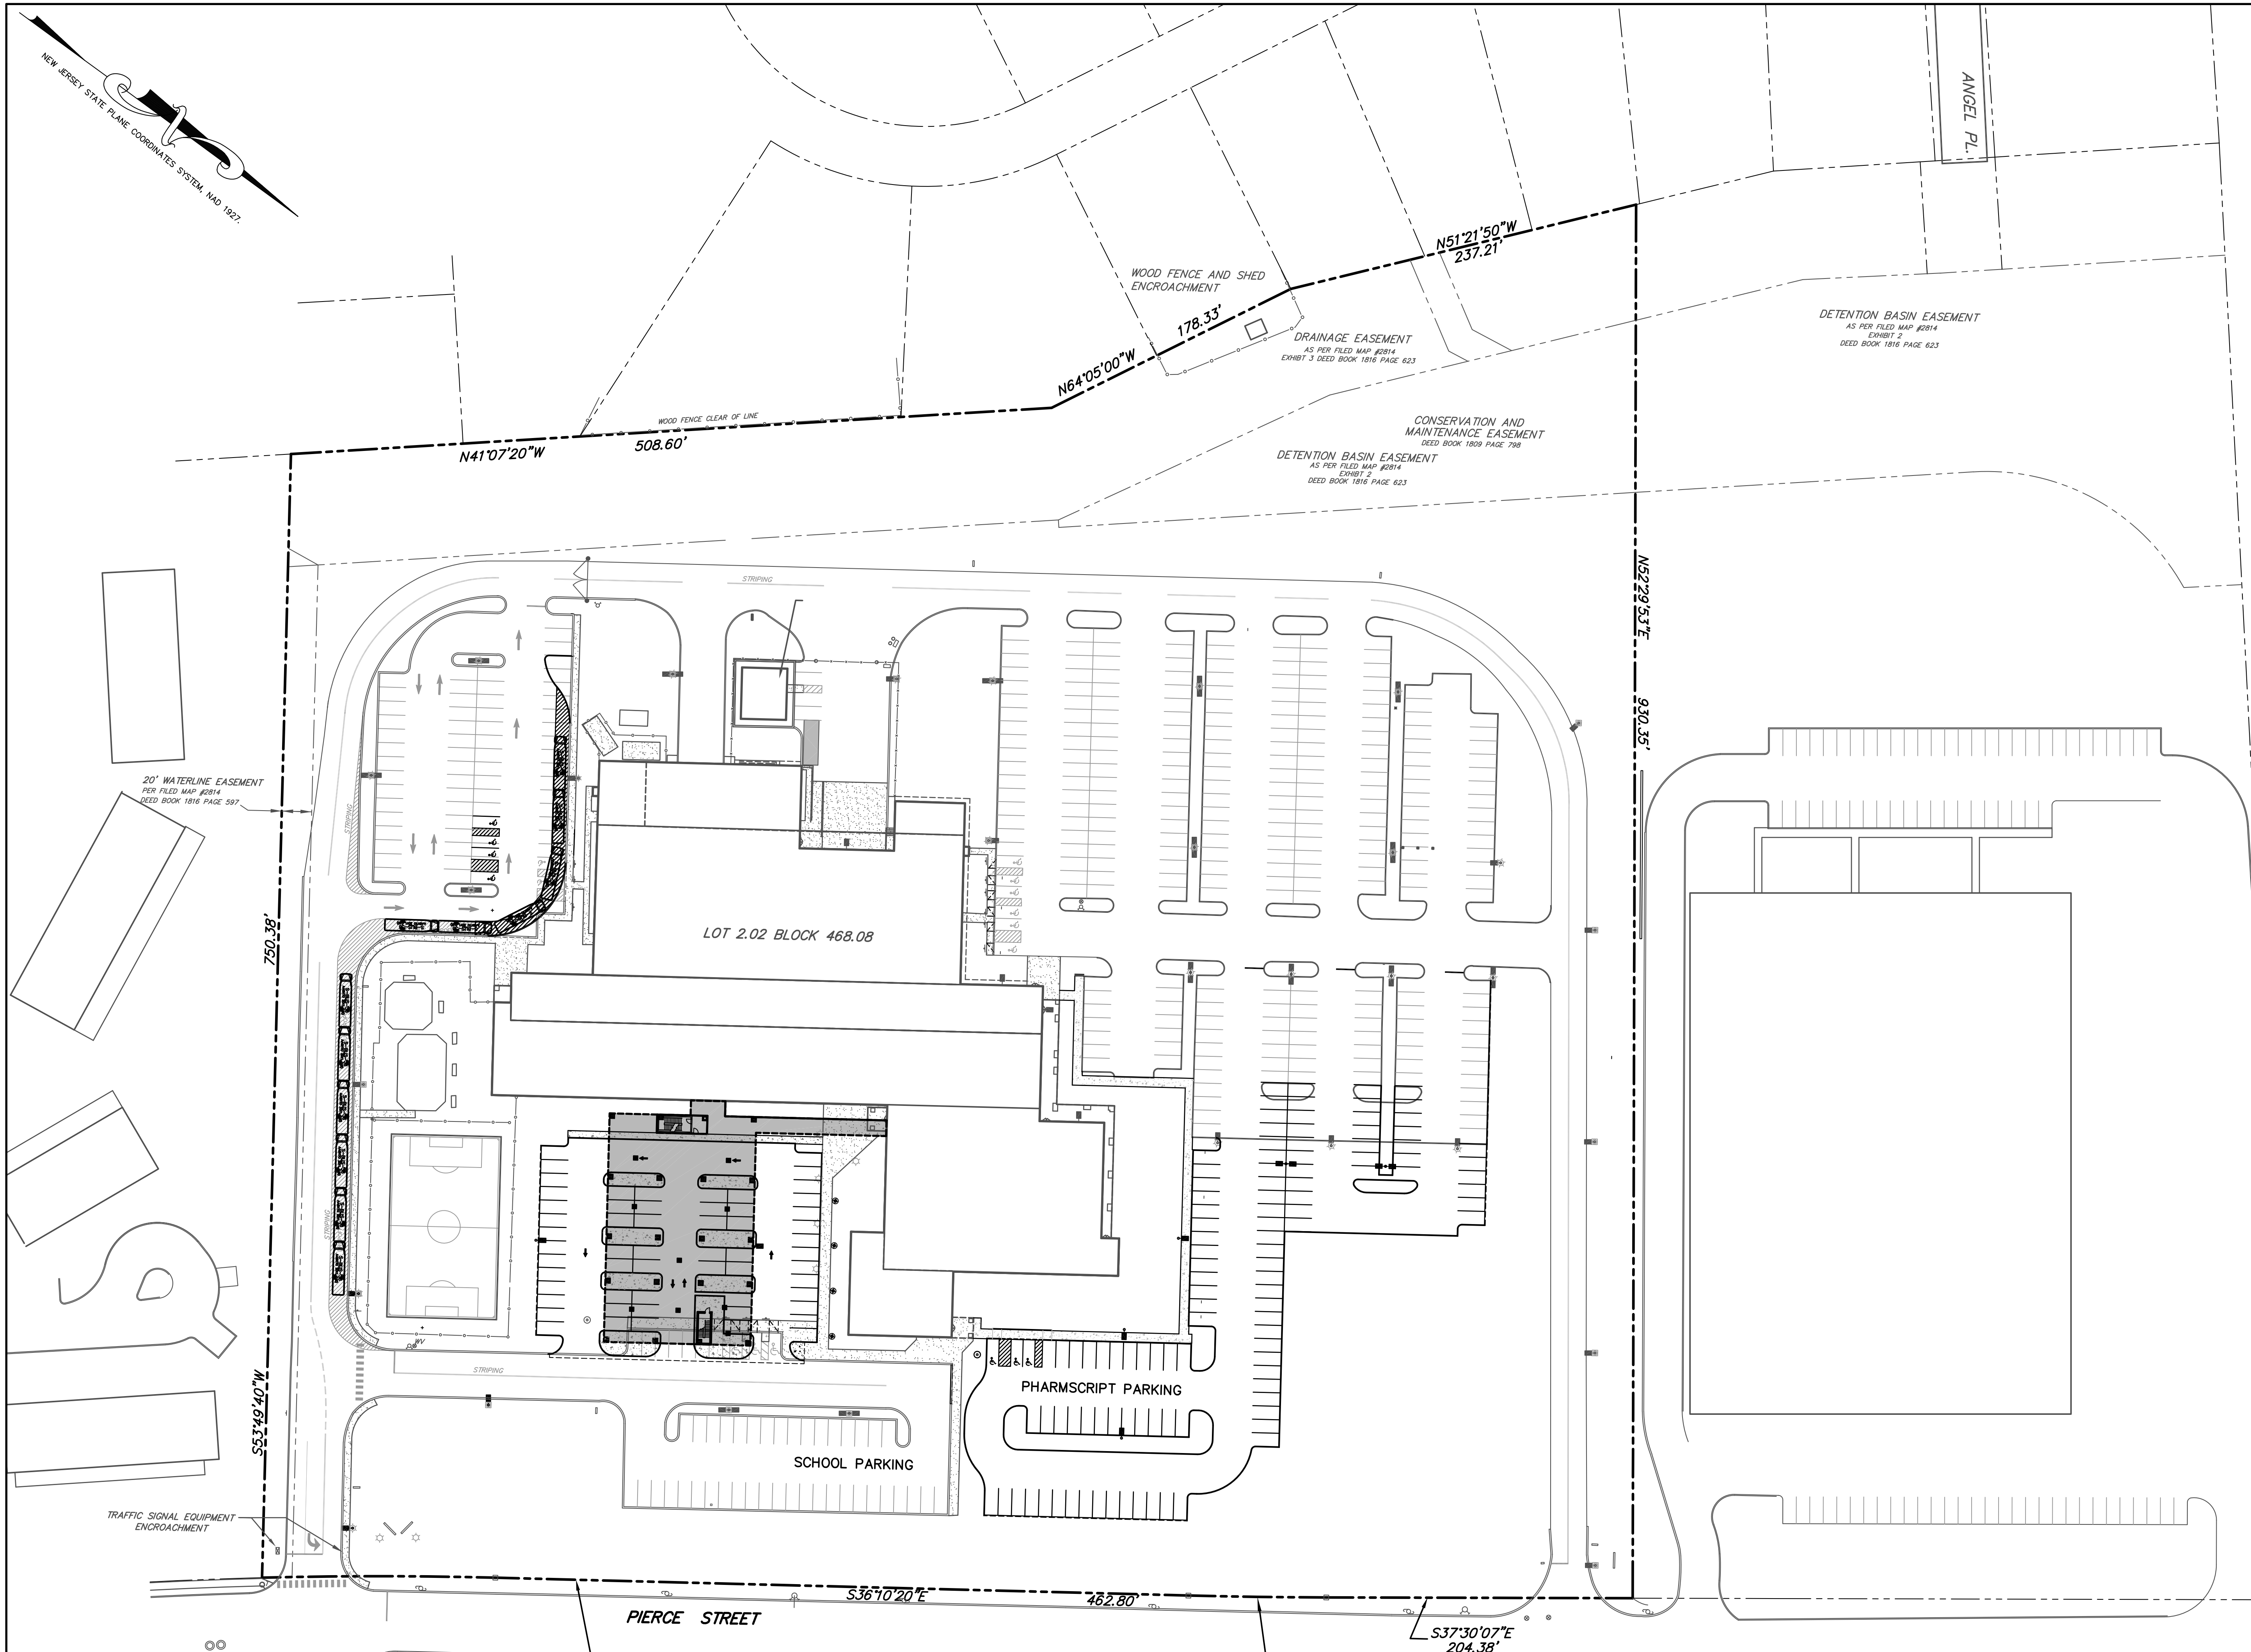 NEW JERSEY STATE PLANE COORDINATES SYSTEM, NAD 1927.
ANGEL PL.
N51°21'50"W
237.21'
WOOD FENCE AND SHED
ENCROACHMENT
178.33'
N64°05'00"W
DRAINAGE EASEMENT
AS PER FILED MAP #2814
EXHIBT 3 DEED BOOK 1816 PAGE 623
DETENTION BASIN EASEMENT
AS PER FILED MAP #2814
EXHIBIT 2
DEED BOOK 1816 PAGE 623
WOOD FENCE CLEAR OF LINE
N41°07'20"W
508.60'
CONSERVATION AND
MAINTENANCE EASEMENT
DEED BOOK 1809 PAGE 798
DETENTION BASIN EASEMENT
AS PER FILED MAP #2814
EXHIBT 2
DEED BOOK 1816 PAGE 623
STRIPING
N52°29'53"E
930.35'
20' WATERLINE EASEMENT
PER FILED MAP #2814
DEED BOOK 1816 PAGE 597
STRIPING
LOT 2.02 BLOCK 468.08
750.38'
STRIPING
WV
STRIPING
S53°49'40"W
PHARMSCRIPT PARKING
SCHOOL PARKING
TRAFFIC SIGNAL EQUIPMENT
ENCROACHMENT
S36°10'20"E
462.80'
PIERCE STREET
S37°30'07"E
204.38'